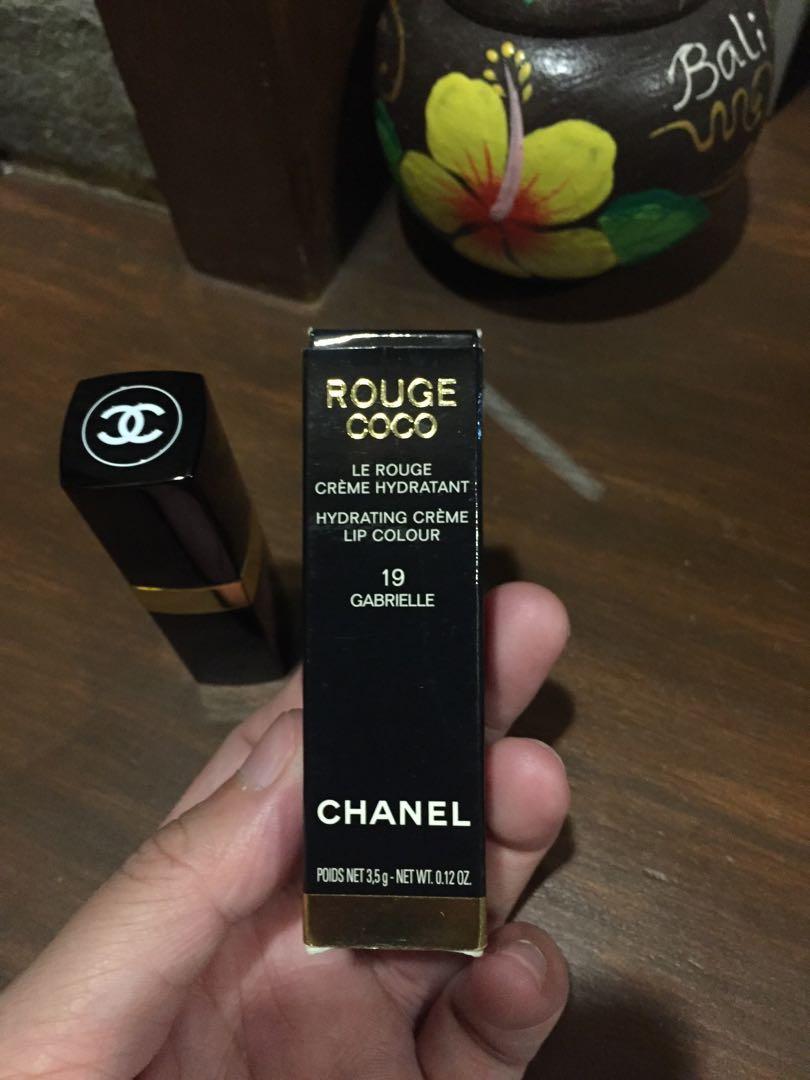 Bali
ROUGE
COCO
LE ROUGE
CRÈME HYDRATANT
HYDRATING CRÈME
LIP COLOUR
19
GABRIELLE
CHANEL
POIDS NET 3,5 g - NET WT. 0.12 OZ.